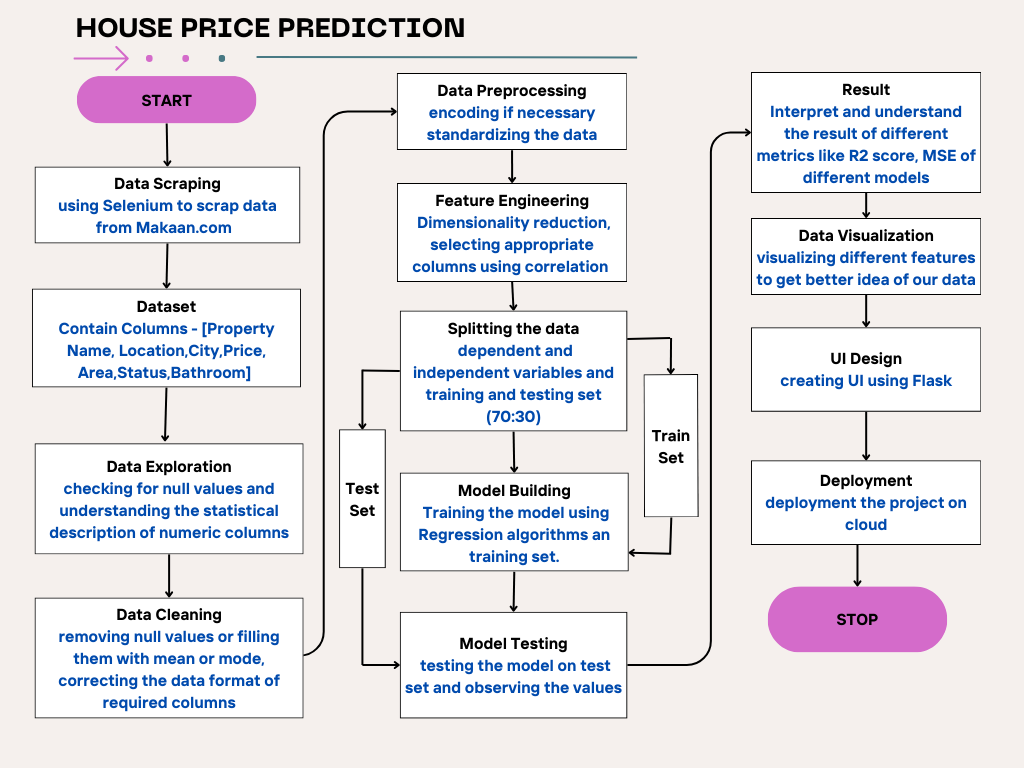 HOUSE PRICE PREDICTION
START
Data Scraping
using Selenium to scrap data
from Makaan.com
Dataset
Contain Columns - [Property
Name, Location,City,Price,
Area,Status,Bathroom]
Data Exploration
checking for null values and
understanding the statistical
description of numeric columns
Data Cleaning
removing null values or filling
them with mean or mode,
correcting the data format of
required columns
Data Preprocessing
encoding if necessary
standardizing the data
Feature Engineering
Dimensionality reduction,
selecting appropriate
columns using correlation
Splitting the data
dependent and
independent variables and
training and testing set
(70:30)
Test
Set
Train
Set
Model Building
Training the model using
Regression algorithms an
training set.
Model Testing
testing the model on test
set and observing the values
Result
Interpret and understand
the result of different
metrics like R2 score, MSE of
different models
Data Visualization
visualizing different features
to get better idea of our data
UI Design
creating UI using Flask
Deployment
deployment the project on
cloud
STOP